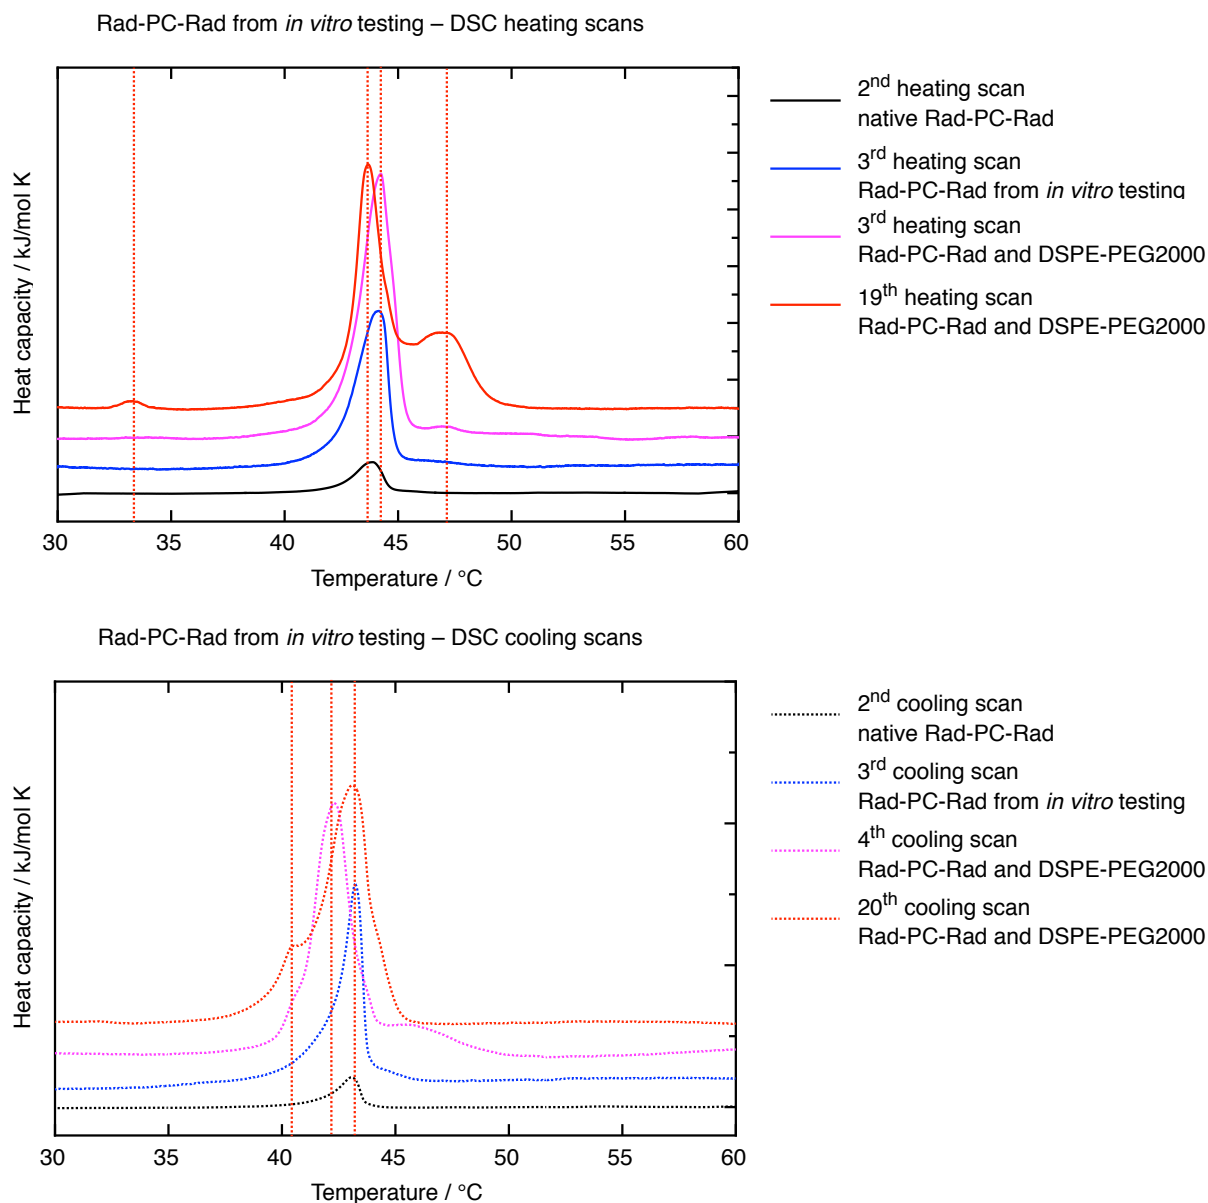 Rad-PC-Rad from in vitro testing – DSC heating scans
Heat capacity / kJ/mol K
30 35 40 45 50 55 60
Temperature / °C
2nd heating scan
native Rad-PC-Rad
3rd heating scan
Rad-PC-Rad from in vitro testing
3rd heating scan
Rad-PC-Rad and DSPE-PEG2000
19th heating scan
Rad-PC-Rad and DSPE-PEG2000
Rad-PC-Rad from in vitro testing – DSC cooling scans
Heat capacity / kJ/mol K
30 35 40 45 50 55 60
Temperature / °C
2nd cooling scan
native Rad-PC-Rad
3rd cooling scan
Rad-PC-Rad from in vitro testing
4th cooling scan
Rad-PC-Rad and DSPE-PEG2000
20th cooling scan
Rad-PC-Rad and DSPE-PEG2000